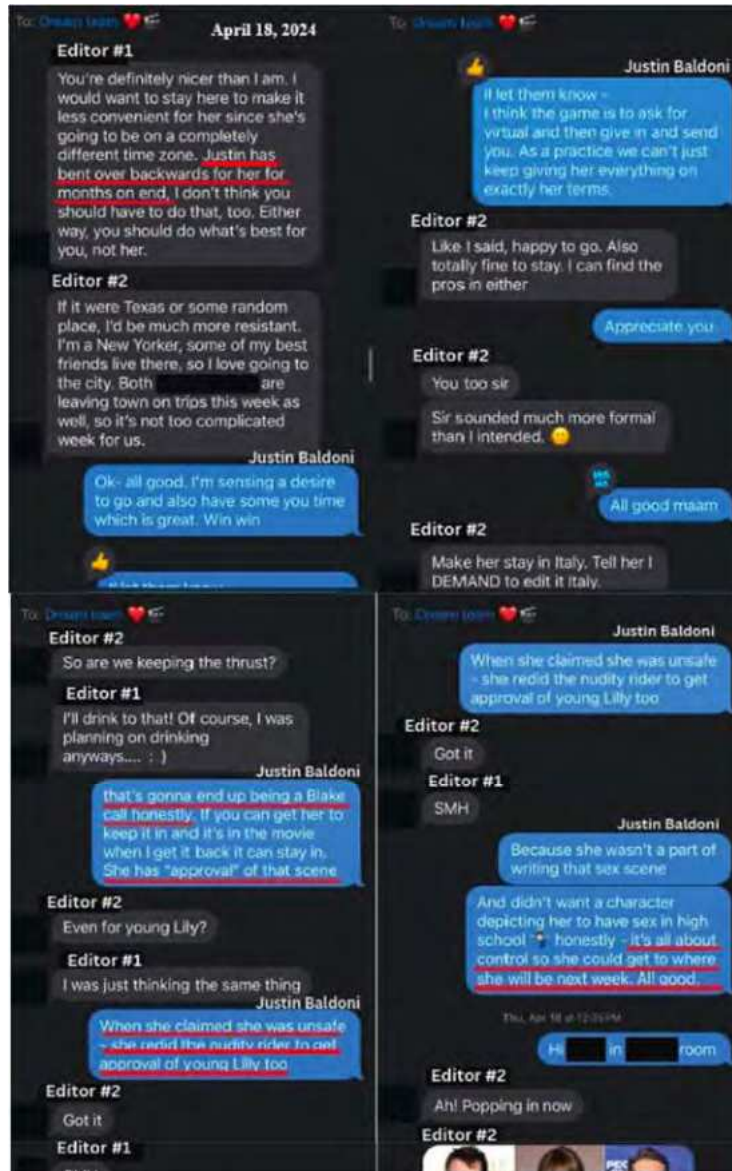 To: Dream team ❤️🎬
April 18, 2024
Editor #1
You're definitely nicer than I am. I
would want to stay here to make it
less convenient for her since she's
going to be on a completely
different time zone. Justin has
bent over backwards for her for
months on end, I don't think you
should have to do that, too. Either
way, you should do what's best for
you, not her.
Editor #2
If it were Texas or some random
place, I'd be much more resistant.
I'm a New Yorker, some of my best
friends live there, so I love going to
the city. Both are
leaving town on trips this week as
well, so it's not too complicated
week for us.
Justin Baldoni
Ok- all good. I'm sensing a desire
to go and also have some you time
which is great. Win win
👍
Il let them know
To: Dream team ❤️🎬
👍
Justin Baldoni
Il let them know -
I think the game is to ask for
virtual and then give in and send
you. As a practice we can't just
keep giving her everything on
exactly her terms.
Editor #2
Like I said, happy to go. Also
totally fine to stay. I can find the
pros in either
Appreciate you
Editor #2
You too sir
Sir sounded much more formal
than I intended.
All good maam
Editor #2
Make her stay in Italy. Tell her I
DEMAND to edit it Italy.
To: Dream team ❤️🎬
Editor #2
So are we keeping the thrust?
Editor #1
I'll drink to that! Of course, I was
planning on drinking
anyways.... : )
Justin Baldoni
that's gonna end up being a Blake
call honestly. If you can get her to
keep it in and it's in the movie
when I get it back it can stay in.
She has "approval" of that scene
Editor #2
Even for young Lily?
Editor #1
I was just thinking the same thing
Justin Baldoni
When she claimed she was unsafe
- she redid the nudity rider to get
approval of young Lilly too
Editor #2
Got it
Editor #1
To: Dream team ❤️🎬
Justin Baldoni
When she claimed she was unsafe
- she redid the nudity rider to get
approval of young Lilly too
Editor #2
Got it
Editor #1
SMH
Justin Baldoni
Because she wasn't a part of
writing that sex scene
And didn't want a character
depicting her to have sex in high
school honestly - it's all about
control so she could get to where
she will be next week. All good.
Thu, Apr 18 at
Hi in room
Editor #2
Ah! Popping in now
Editor #2